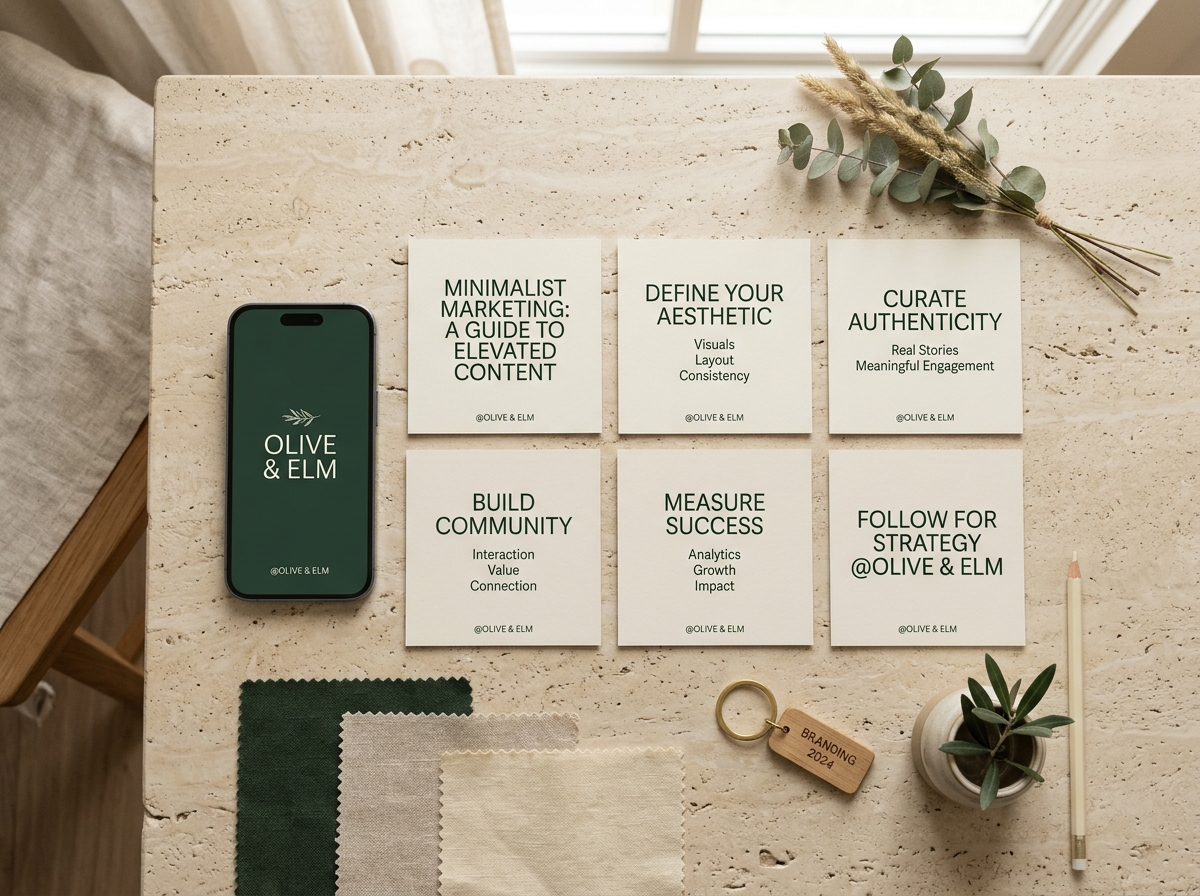 OLIVE
& ELM
@OLIVE & ELM
MINIMALIST
MARKETING:
A GUIDE TO
ELEVATED
CONTENT
@OLIVE & ELM
DEFINE YOUR
AESTHETIC
Visuals
Layout
Consistency
@OLIVE & ELM
CURATE
AUTHENTICITY
Real Stories
Meaningful Engagement
@OLIVE & ELM
BUILD
COMMUNITY
Interaction
Value
Connection
@OLIVE & ELM
MEASURE
SUCCESS
Analytics
Growth
Impact
@OLIVE & ELM
FOLLOW FOR
STRATEGY
@OLIVE & ELM
@OLIVE & ELM
BRANDING
2024